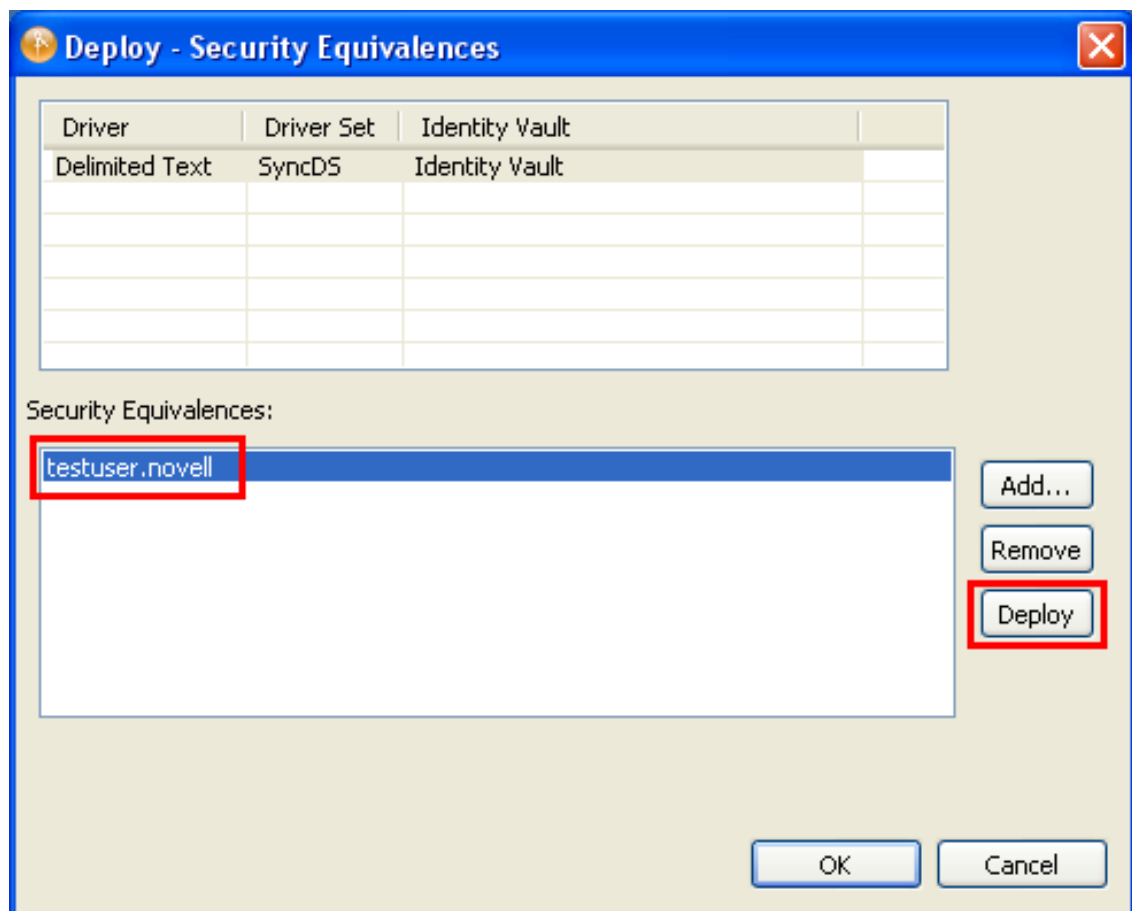 Deploy - Security Equivalences
Driver Driver Set Identity Vault
Delimited Text SyncDS Identity Vault
Security Equivalences:
testuser.novell
Add...
Remove
Deploy
OK Cancel